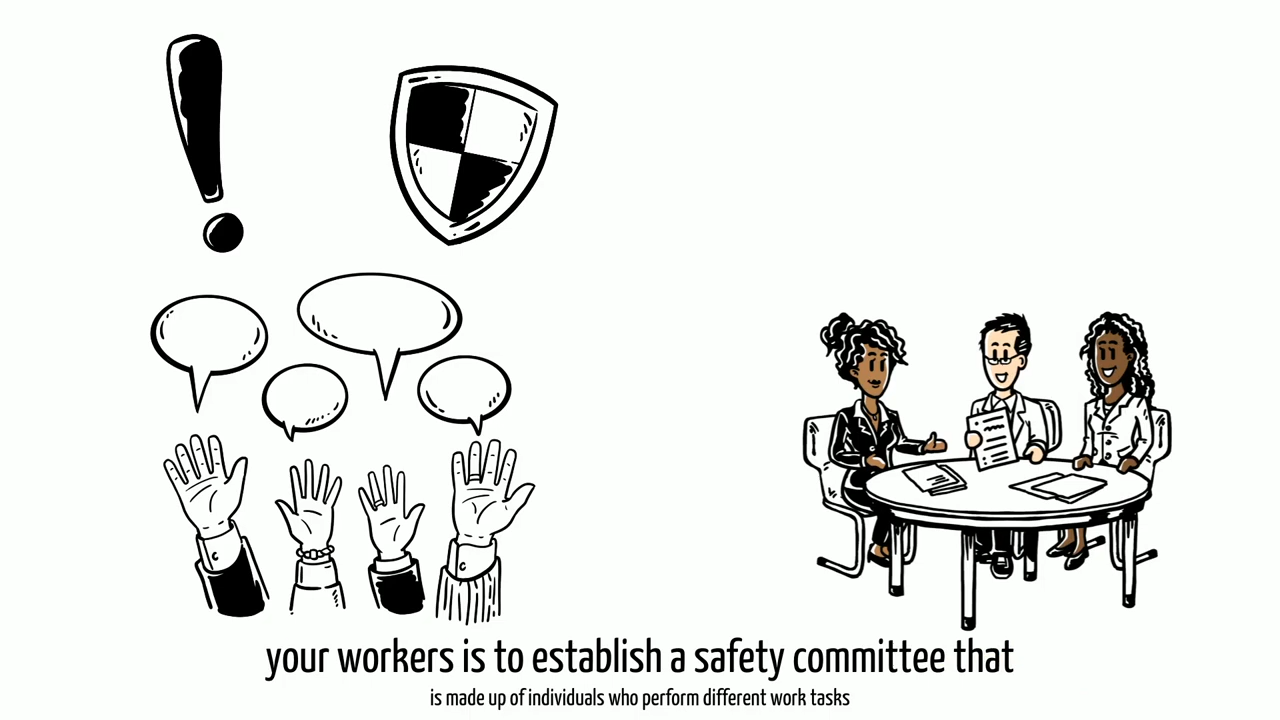 your workers is to establish a safety committee that
is made up of individuals who perform different work tasks